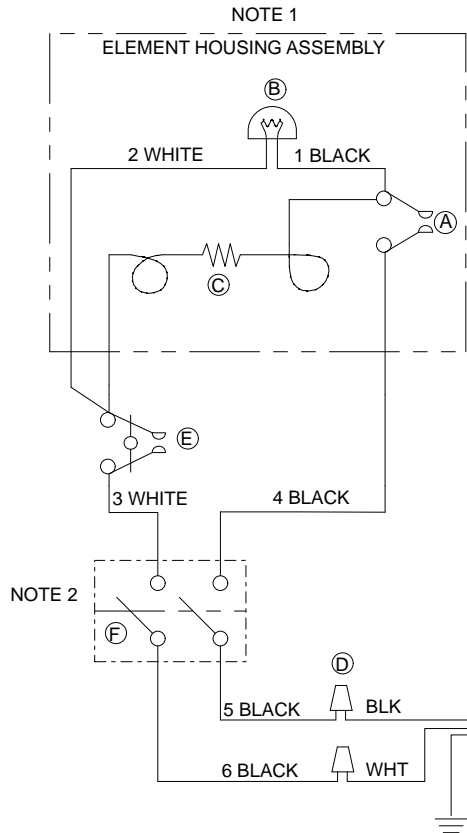 NOTE 1
ELEMENT HOUSING ASSEMBLY
B
2 WHITE
1 BLACK
A
C
E
3 WHITE
4 BLACK
NOTE 2
F
D
5 BLACK
BLK
6 BLACK
WHT